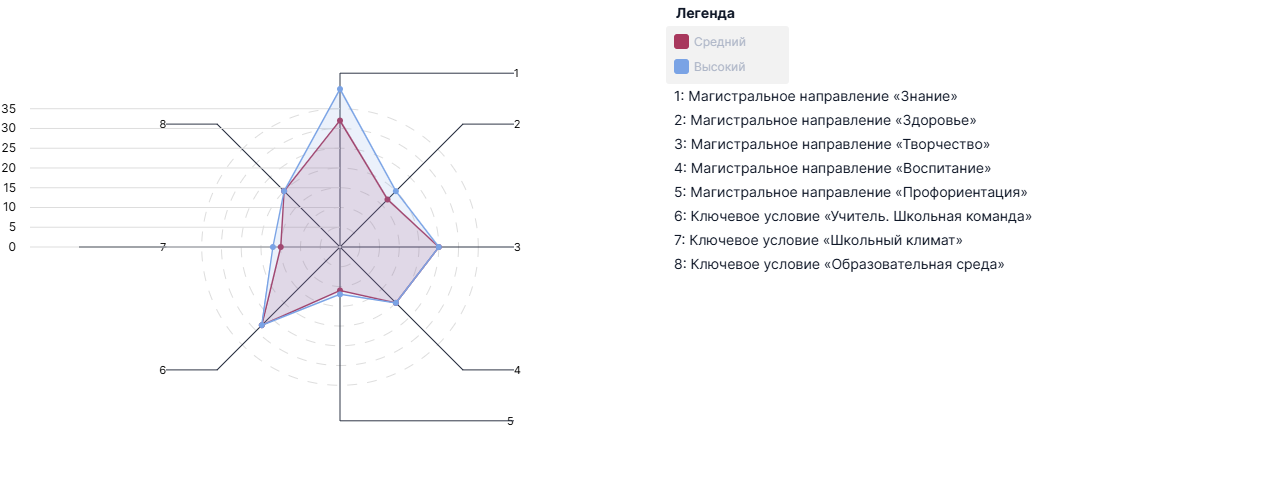 Легенда
Средний
Высокий
1: Магистральное направление «Знание»
2: Магистральное направление «Здоровье»
3: Магистральное направление «Творчество»
4: Магистральное направление «Воспитание»
5: Магистральное направление «Профориентация»
6: Ключевое условие «Учитель. Школьная команда»
7: Ключевое условие «Школьный климат»
8: Ключевое условие «Образовательная среда»
1
35
30
8
2
25
20
15
10
5
0
7
3
6
4
5